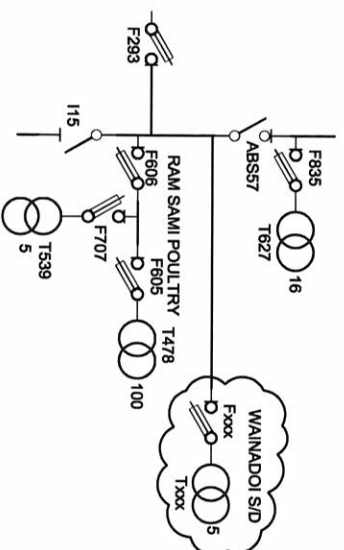 F293
I15
ABS57
F835
T627
16
F606
RAM SAMI POULTRY
F707
T539
5
F605
T478
100
WAINADOI S/D
Fxxx
Txxx
5